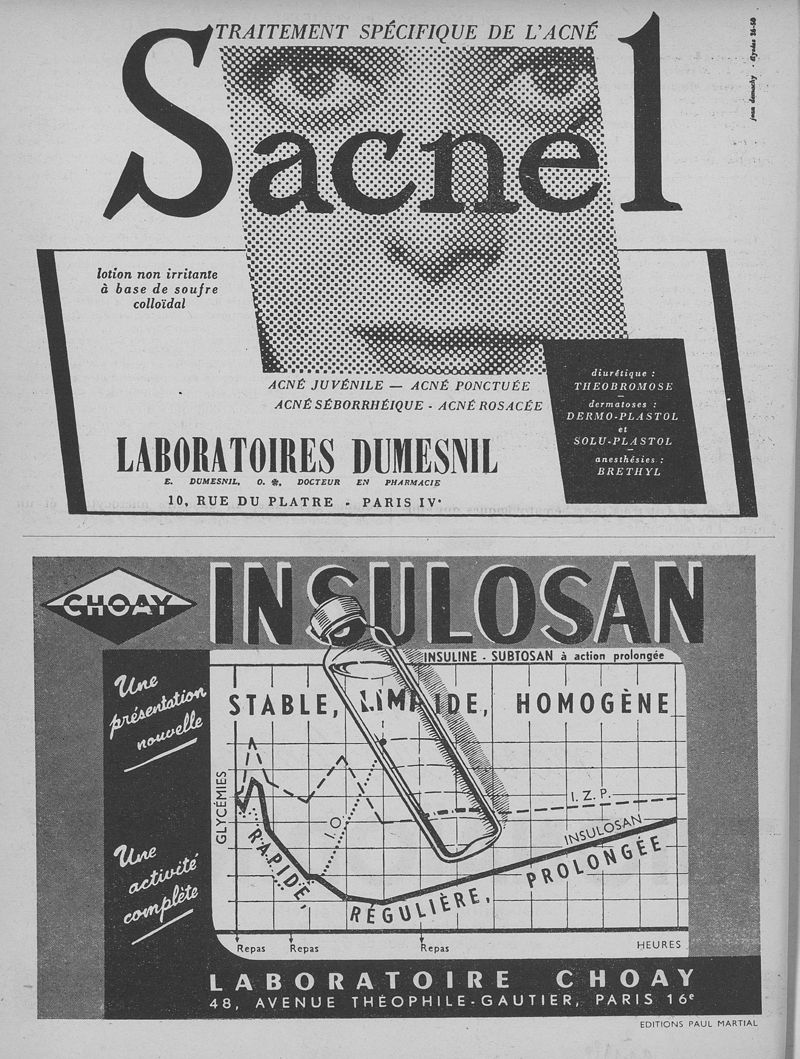 TRAITEMENT SPÉCIFIQUE DE L'ACNÉ
Sacnél
jean demachy - élysées 36-50
lotion non irritante
à base de soufre
colloïdal
ACNÉ JUVÉNILE — ACNÉ PONCTUÉE
ACNÉ SÉBORRHÉIQUE - ACNÉ ROSACÉE
diurétique :
THEOBROMOSE
dermatoses :
DERMO-PLASTOL
et
SOLU-PLASTOL
anesthésies :
BRETHYL
LABORATOIRES DUMESNIL
E. DUMESNIL, O. ✻, DOCTEUR EN PHARMACIE
10, RUE DU PLATRE - PARIS IVe
CHOAY
INSULOSAN
INSULINE - SUBTOSAN à action prolongée
Une
présentation
nouvelle
STABLE, LIMPIDE, HOMOGÈNE
GLYCÉMIES
I.O.
I.Z.P.
INSULOSAN
RAPIDE,
RÉGULIÈRE,
PROLONGÉE
Une
activité
complète
Repas
Repas
Repas
HEURES
LABORATOIRE CHOAY
48, AVENUE THÉOPHILE-GAUTIER, PARIS 16e
EDITIONS PAUL MARTIAL